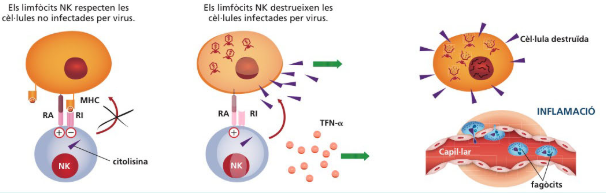 Els limfòcits NK respecten les
cèl·lules no infectades per virus.
Els limfòcits NK destrueixen les
cèl·lules infectades per virus.
Cèl·lula destruïda
MHC
RA
RI
+
−
citolisina
NK
RA
RI
+
NK
TFN-α
INFLAMACIÓ
Capil·lar
fagòcits